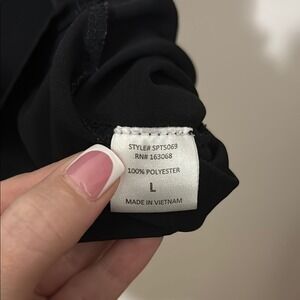 STYLE# SPT5069
RN# 163068
100% POLYESTER
L
MADE IN VIETNAM